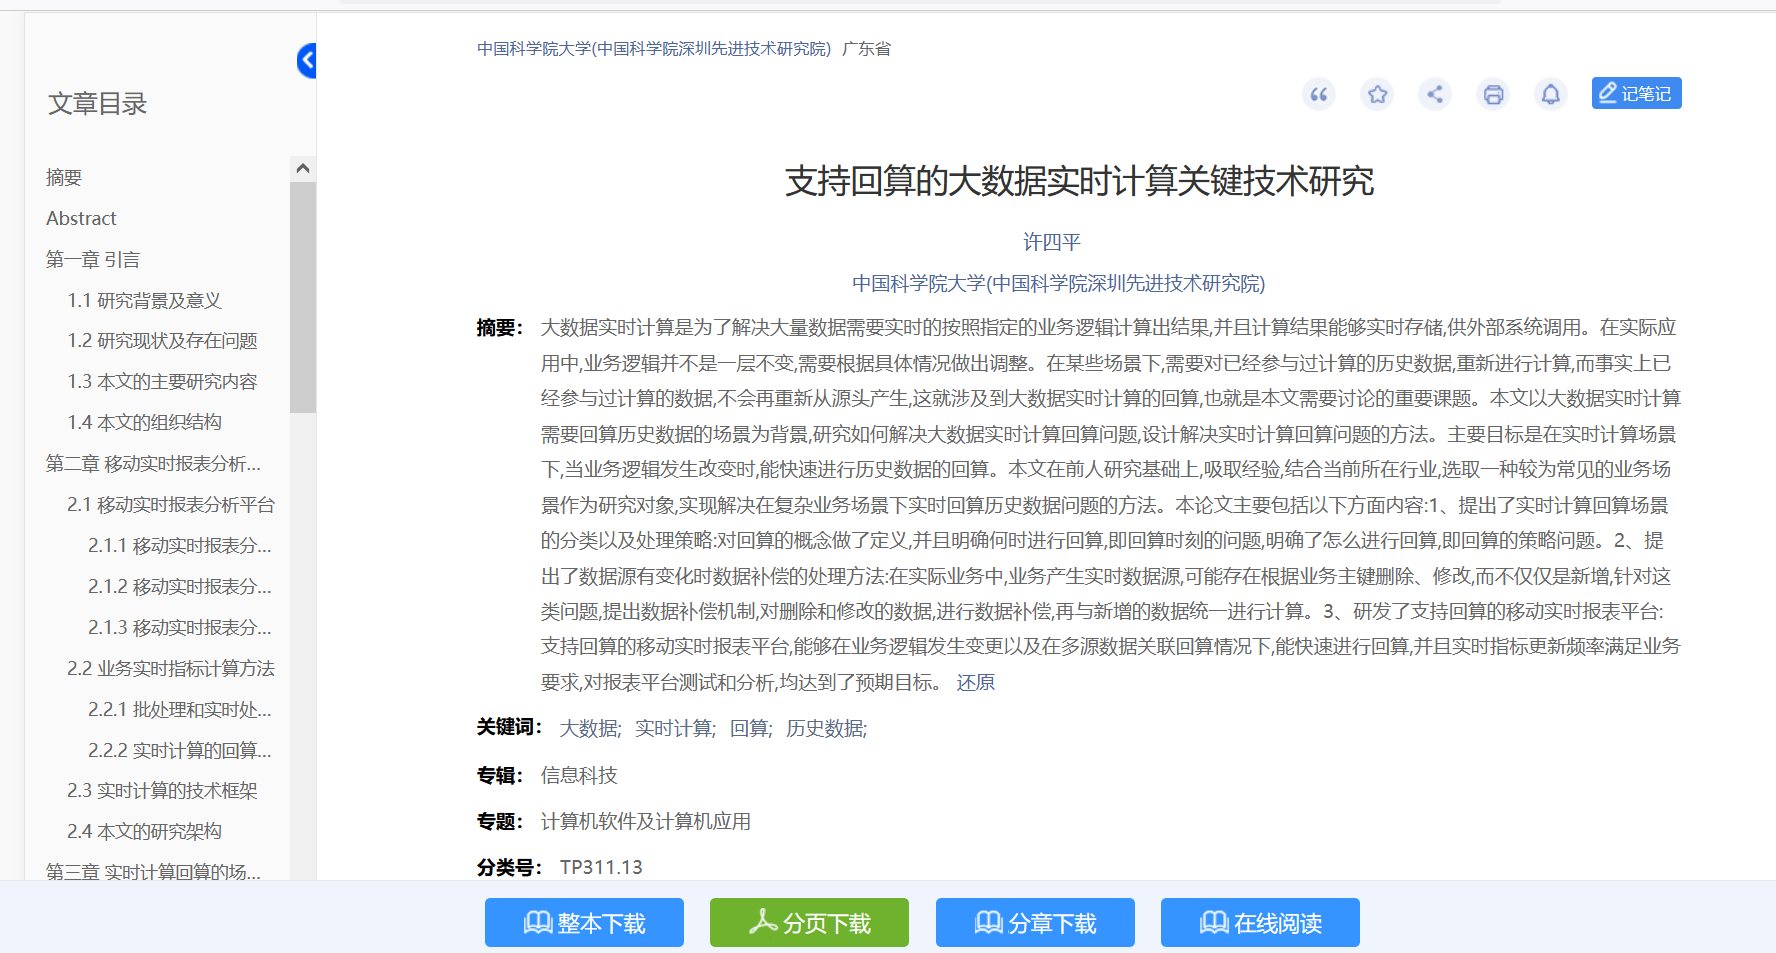 文章目录
摘要
Abstract
第一章 引言
1.1 研究背景及意义
1.2 研究现状及存在问题
1.3 本文的主要研究内容
1.4 本文的组织结构
第二章 移动实时报表分析...
2.1 移动实时报表分析平台
2.1.1 移动实时报表分...
2.1.2 移动实时报表分...
2.1.3 移动实时报表分...
2.2 业务实时指标计算方法
2.2.1 批处理和实时处...
2.2.2 实时计算的回算...
2.3 实时计算的技术框架
2.4 本文的研究架构
第三章 实时计算回算的场...
中国科学院大学(中国科学院深圳先进技术研究院) 广东省
记笔记
支持回算的大数据实时计算关键技术研究
许四平
中国科学院大学(中国科学院深圳先进技术研究院)
摘要： 大数据实时计算是为了解决大量数据需要实时的按照指定的业务逻辑计算出结果,并且计算结果能够实时存储,供外部系统调用。在实际应
用中,业务逻辑并不是一层不变,需要根据具体情况做出调整。在某些场景下,需要对已经参与过计算的历史数据,重新进行计算,而事实上已
经参与过计算的数据,不会再重新从源头产生,这就涉及到大数据实时计算的回算,也就是本文需要讨论的重要课题。本文以大数据实时计算
需要回算历史数据的场景为背景,研究如何解决大数据实时计算回算问题,设计解决实时计算回算问题的方法。主要目标是在实时计算场景
下,当业务逻辑发生改变时,能快速进行历史数据的回算。本文在前人研究基础上,吸取经验,结合当前所在行业,选取一种较为常见的业务场
景作为研究对象,实现解决在复杂业务场景下实时回算历史数据问题的方法。本论文主要包括以下方面内容:1、提出了实时计算回算场景
的分类以及处理策略:对回算的概念做了定义,并且明确何时进行回算,即回算时刻的问题,明确了怎么进行回算,即回算的策略问题。2、提
出了数据源有变化时数据补偿的处理方法:在实际业务中,业务产生实时数据源,可能存在根据业务主键删除、修改,而不仅仅是新增,针对这
类问题,提出数据补偿机制,对删除和修改的数据,进行数据补偿,再与新增的数据统一进行计算。3、研发了支持回算的移动实时报表平台:
支持回算的移动实时报表平台,能够在业务逻辑发生变更以及在多源数据关联回算情况下,能快速进行回算,并且实时指标更新频率满足业务
要求,对报表平台测试和分析,均达到了预期目标。 还原
关键词： 大数据; 实时计算; 回算; 历史数据;
专辑： 信息科技
专题： 计算机软件及计算机应用
分类号： TP311.13
整本下载
分页下载
分章下载
在线阅读